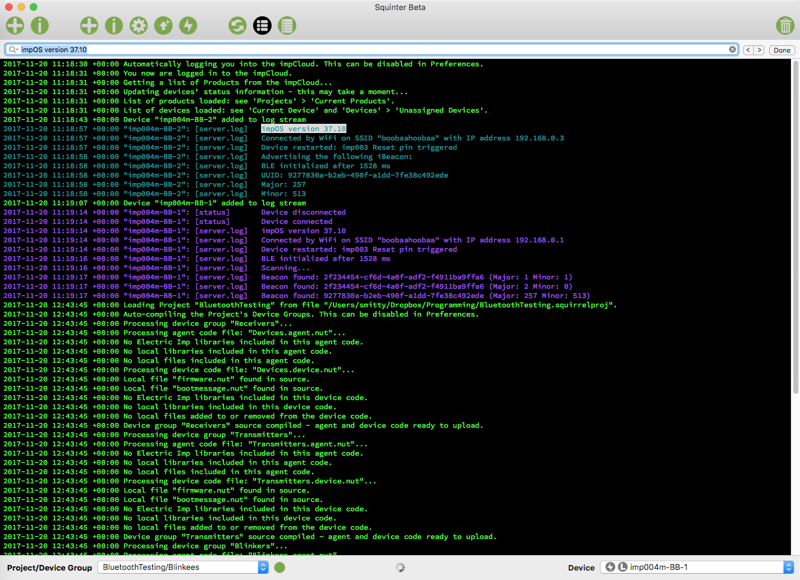 Squinter Beta
impOS version 37.10
Done
2017-11-20 11:18:30 +00:00 Automatically logging you into the impCloud. This can be disabled in Preferences.
2017-11-20 11:18:31 +00:00 You now are logged in to the impCloud.
2017-11-20 11:18:31 +00:00 Getting a list of Products from the impCloud...
2017-11-20 11:18:31 +00:00 Updating devices' status information - this may take a moment...
2017-11-20 11:18:31 +00:00 List of products loaded: see 'Projects' > 'Current Products'.
2017-11-20 11:18:31 +00:00 List of devices loaded: see 'Current Device' and 'Devices' > 'Unassigned Devices'.
2017-11-20 11:18:43 +00:00 Device "imp004m-BB-2" added to log stream
2017-11-20 11:18:57 +00:00 "imp004m-BB-2": [server.log] impOS version 37.10
2017-11-20 11:18:57 +00:00 "imp004m-BB-2": [server.log] Connected by WiFi on SSID "boobaahoobaa" with IP address 192.168.0.3
2017-11-20 11:18:57 +00:00 "imp004m-BB-2": [server.log] Device restarted: imp003 Reset pin triggered
2017-11-20 11:18:58 +00:00 "imp004m-BB-2": [server.log] Advertising the following iBeacon:
2017-11-20 11:18:58 +00:00 "imp004m-BB-2": [server.log] BLE initialized after 1528 ms
2017-11-20 11:18:58 +00:00 "imp004m-BB-2": [server.log] UUID: 9277830a-b2eb-490f-a1dd-7fe38c492ede
2017-11-20 11:18:58 +00:00 "imp004m-BB-2": [server.log] Major: 257
2017-11-20 11:18:58 +00:00 "imp004m-BB-2": [server.log] Minor: 513
2017-11-20 11:19:07 +00:00 Device "imp004m-BB-1" added to log stream
2017-11-20 11:19:14 +00:00 "imp004m-BB-1": [status] Device disconnected
2017-11-20 11:19:14 +00:00 "imp004m-BB-1": [status] Device connected
2017-11-20 11:19:14 +00:00 "imp004m-BB-1": [server.log] impOS version 37.10
2017-11-20 11:19:14 +00:00 "imp004m-BB-1": [server.log] Connected by WiFi on SSID "boobaahoobaa" with IP address 192.168.0.1
2017-11-20 11:19:14 +00:00 "imp004m-BB-1": [server.log] Device restarted: imp003 Reset pin triggered
2017-11-20 11:19:16 +00:00 "imp004m-BB-1": [server.log] BLE initialized after 1528 ms
2017-11-20 11:19:16 +00:00 "imp004m-BB-1": [server.log] Scanning...
2017-11-20 11:19:17 +00:00 "imp004m-BB-1": [server.log] Beacon found: 2f234454-cf6d-4a0f-adf2-f4911ba9ffa6 (Major: 1 Minor: 1)
2017-11-20 11:19:17 +00:00 "imp004m-BB-1": [server.log] Beacon found: 2f234454-cf6d-4a0f-adf2-f4911ba9ffa6 (Major: 2 Minor: 0)
2017-11-20 11:19:17 +00:00 "imp004m-BB-1": [server.log] Beacon found: 9277830a-b2eb-490f-a1dd-7fe38c492ede (Major: 257 Minor: 513)
2017-11-20 12:43:45 +00:00 Loading Project "BluetoothTesting" from file "/Users/smitty/Dropbox/Programming/BluetoothTesting.squirrelproj".
2017-11-20 12:43:45 +00:00 Auto-compiling the Project's Device Groups. This can be disabled in Preferences.
2017-11-20 12:43:45 +00:00 Processing device group "Receivers"...
2017-11-20 12:43:45 +00:00 Processing agent code file: "Devices.agent.nut"...
2017-11-20 12:43:45 +00:00 No Electric Imp libraries included in this agent code.
2017-11-20 12:43:45 +00:00 No local libraries included in this agent code.
2017-11-20 12:43:45 +00:00 No local files included in this agent code.
2017-11-20 12:43:45 +00:00 Processing device code file: "Devices.device.nut"...
2017-11-20 12:43:45 +00:00 Local file "firmware.nut" found in source.
2017-11-20 12:43:45 +00:00 Local file "bootmessage.nut" found in source.
2017-11-20 12:43:45 +00:00 No Electric Imp libraries included in this device code.
2017-11-20 12:43:45 +00:00 No local libraries included in this device code.
2017-11-20 12:43:45 +00:00 No local files added to or removed from the device code.
2017-11-20 12:43:45 +00:00 Device group "Receivers" source compiled - agent and device code ready to upload.
2017-11-20 12:43:45 +00:00 Processing device group "Transmitters"...
2017-11-20 12:43:45 +00:00 Processing agent code file: "Transmitters.agent.nut"...
2017-11-20 12:43:45 +00:00 No Electric Imp libraries included in this agent code.
2017-11-20 12:43:45 +00:00 No local libraries included in this agent code.
2017-11-20 12:43:45 +00:00 No local files included in this agent code.
2017-11-20 12:43:45 +00:00 Processing device code file: "Transmitters.device.nut"...
2017-11-20 12:43:45 +00:00 Local file "firmware.nut" found in source.
2017-11-20 12:43:45 +00:00 Local file "bootmessage.nut" found in source.
2017-11-20 12:43:45 +00:00 No Electric Imp libraries included in this device code.
2017-11-20 12:43:45 +00:00 No local libraries included in this device code.
2017-11-20 12:43:45 +00:00 No local files added to or removed from the device code.
2017-11-20 12:43:45 +00:00 Device group "Transmitters" source compiled - agent and device code ready to upload.
2017-11-20 12:43:45 +00:00 Processing device group "Blinkers"...
2017-11-20 12:43:45 +00:00 Processing agent code file: "Blinkers.agent.nut"
Project/Device Group BluetoothTesting/Blinkees Device imp004m-BB-1